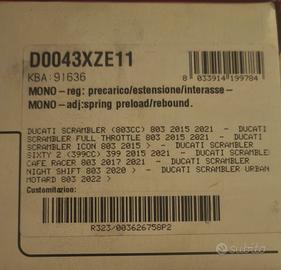 D0043XZE11
KBA: 91636
8 033914 199784
MONO-reg: precarico/estensione/interasse-
MONO-adj:spring preload/rebound.
DUCATI SCRAMBLER (803CC) 803 2015 2021 - DUCATI
SCRAMBLER FULL THROTTLE 803 2015 2021 - DUCATI
SCRAMBLER ICON 803 2015 > - DUCATI SCRAMBLER
SIXTY 2 (399CC) 399 2015 2021 - DUCATI SCRAMBLE
CAFE RACER 803 2017 2021 - DUCATI SCRAMBLER
NIGHT SHIFT 803 2020 > - DUCATI SCRAMBLER URBAN
MOTARD 803 2022 >
Customization:
R323/003626758P2
subito